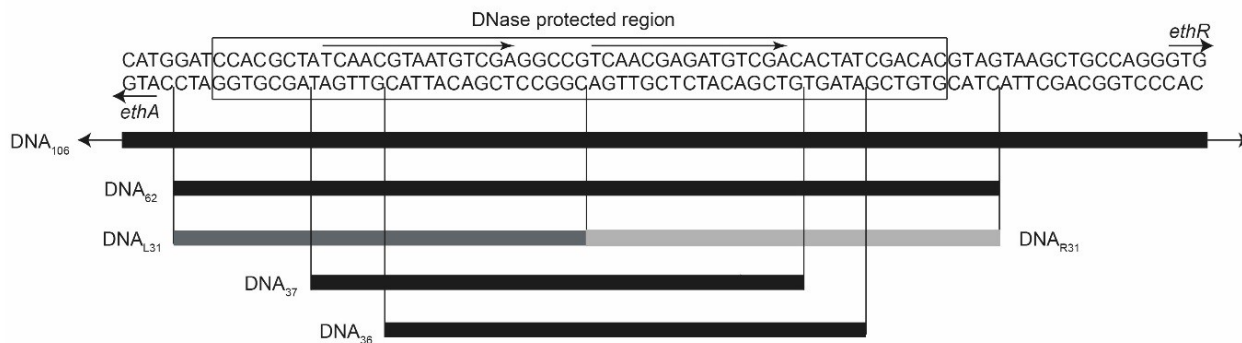 DNase protected region
ethR
CATGGATCCACGCTATCAACGTAATGTCGAGGCCGTCAACGAGATGTCGACACTATCGACACGTAGTAAGCTGCCAGGGTG
GTACCTAGGTGCGATAGTTGCATTACAGCTCCGGCAGTTGCTCTACAGCTGTGATAGCTGTGCATCATTCGACGGTCCCAC
ethA
DNA106
DNA62
DNAL31 DNAR31
DNA37
DNA36